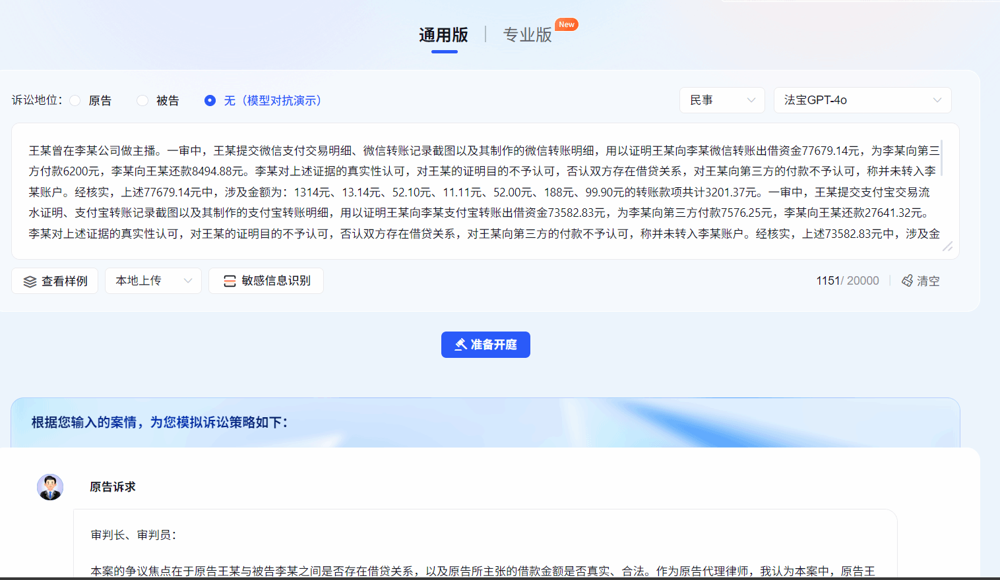 通用版
专业版
New
诉讼地位：
原告
被告
无（模型对抗演示）
民事
法宝GPT-4o
王某曾在李某公司做主播。一审中，王某提交微信支付交易明细、微信转账记录截图以及其制作的微信转账明细，用以证明王某向李某微信转账出借资金77679.14元，为李某向第三
方付款6200元，李某向王某还款8494.88元。李某对上述证据的真实性认可，对王某的证明目的不予认可，否认双方存在借贷关系，对王某向第三方的付款不予认可，称并未转入李
某账户。经核实，上述77679.14元中，涉及金额为：1314元、13.14元、52.10元、11.11元、52.00元、188元、99.90元的转账款项共计3201.37元。一审中，王某提交支付宝交易流
水证明、支付宝转账记录截图以及其制作的支付宝转账明细，用以证明王某向李某支付宝转账出借资金73582.83元，为李某向第三方付款7576.25元，李某向王某还款27641.32元。
李某对上述证据的真实性认可，对王某的证明目的不予认可，否认双方存在借贷关系，对王某向第三方的付款不予认可，称并未转入李某账户。经核实，上述73582.83元中，涉及金
查看样例
本地上传
敏感信息识别
1151/ 20000
清空
准备开庭
根据您输入的案情，为您模拟诉讼策略如下：
原告诉求
审判长、审判员：
本案的争议焦点在于原告王某与被告李某之间是否存在借贷关系，以及原告所主张的借款金额是否真实、合法。作为原告代理律师，我认为本案中，原告王